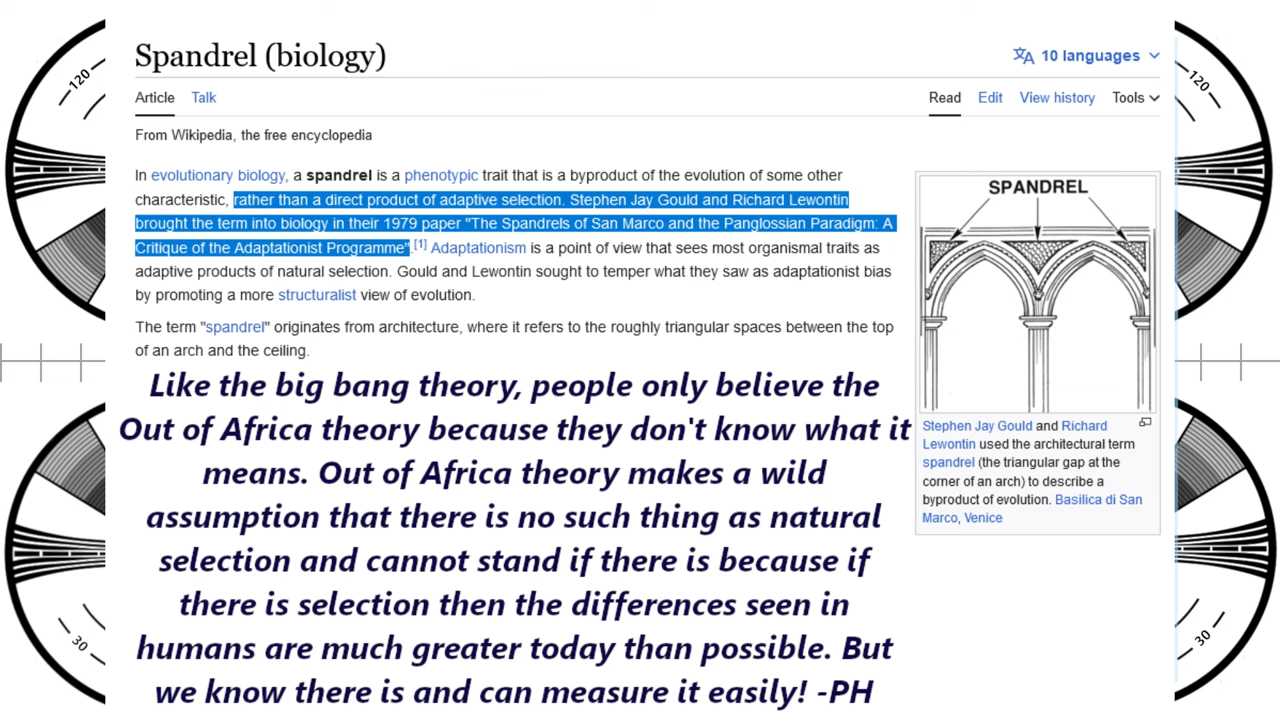 Spandrel (biology)
10 languages
Article Talk
Read Edit View history Tools
From Wikipedia, the free encyclopedia
In evolutionary biology, a spandrel is a phenotypic trait that is a byproduct of the evolution of some other
characteristic, rather than a direct product of adaptive selection. Stephen Jay Gould and Richard Lewontin
brought the term into biology in their 1979 paper "The Spandrels of San Marco and the Panglossian Paradigm: A
Critique of the Adaptationist Programme".[1] Adaptationism is a point of view that sees most organismal traits as
adaptive products of natural selection. Gould and Lewontin sought to temper what they saw as adaptationist bias
by promoting a more structuralist view of evolution.
The term "spandrel" originates from architecture, where it refers to the roughly triangular spaces between the top
of an arch and the ceiling.
SPANDREL
Stephen Jay Gould and Richard
Lewontin used the architectural term
spandrel (the triangular gap at the
corner of an arch) to describe a
byproduct of evolution. Basilica di San
Marco, Venice
Like the big bang theory, people only believe the
Out of Africa theory because they don't know what it
means. Out of Africa theory makes a wild
assumption that there is no such thing as natural
selection and cannot stand if there is because if
there is selection then the differences seen in
humans are much greater today than possible. But
we know there is and can measure it easily! -PH
120
120
30
30